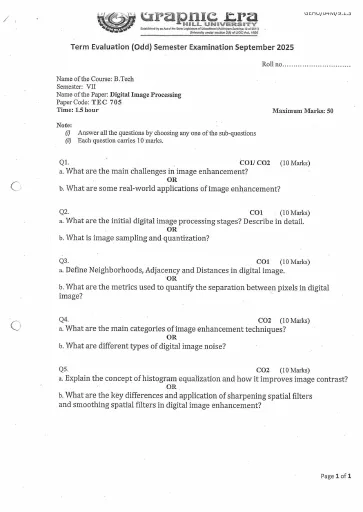 Graphic Era
HILL UNIVERSITY
Term Evaluation (Odd) Semester Examination September 2025
Roll no..............................
Name of the Course: B.Tech
Semester: VII
Name of the Paper: Digital Image Processing
Paper Code: TEC 705
Time: 1.5 hour Maximum Marks: 50
Note:
(i) Answer all the questions by choosing any one of the sub-questions
(ii) Each question carries 10 marks.
Q1. CO1/ CO2 (10 Marks)
a. What are the main challenges in image enhancement?
OR
b. What are some real-world applications of image enhancement?
Q2. CO1 (10 Marks)
a. What are the initial digital image processing stages? Describe in detail.
OR
b. What is image sampling and quantization?
Q3. CO1 (10 Marks)
a. Define Neighborhoods, Adjacency and Distances in digital image.
OR
b. What are the metrics used to quantify the separation between pixels in digital
image?
Q4. CO2 (10 Marks)
a. What are the main categories of image enhancement techniques?
OR
b. What are different types of digital image noise?
Q5. CO2 (10 Marks)
a. Explain the concept of histogram equalization and how it improves image contrast?
OR
b. What are the key differences and application of sharpening spatial filters
and smoothing spatial filters in digital image enhancement?
Page 1 of 1